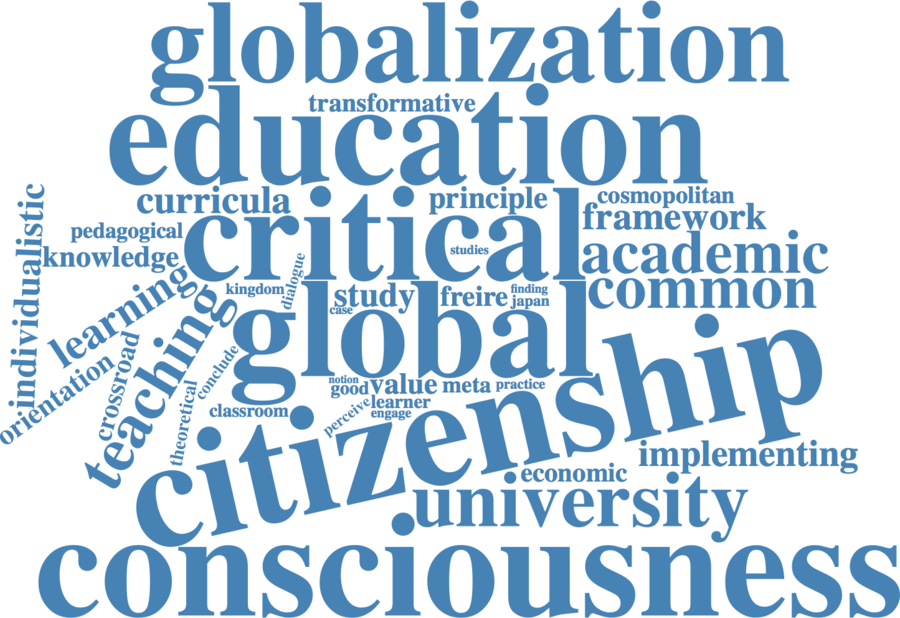 globalization
transformative
education
curricula
principle
cosmopolitan
individualistic
pedagogical
critical
framework
knowledge
studies
academic
learning
kingdom
dialogue
study
freire
finding
japan
common
case
global
orientation
crossroad
teaching
theoretical
conclude
classroom
notion
good
value
meta
practice
perceive
learner
engage
citizenship
implementing
economic
university
consciousness